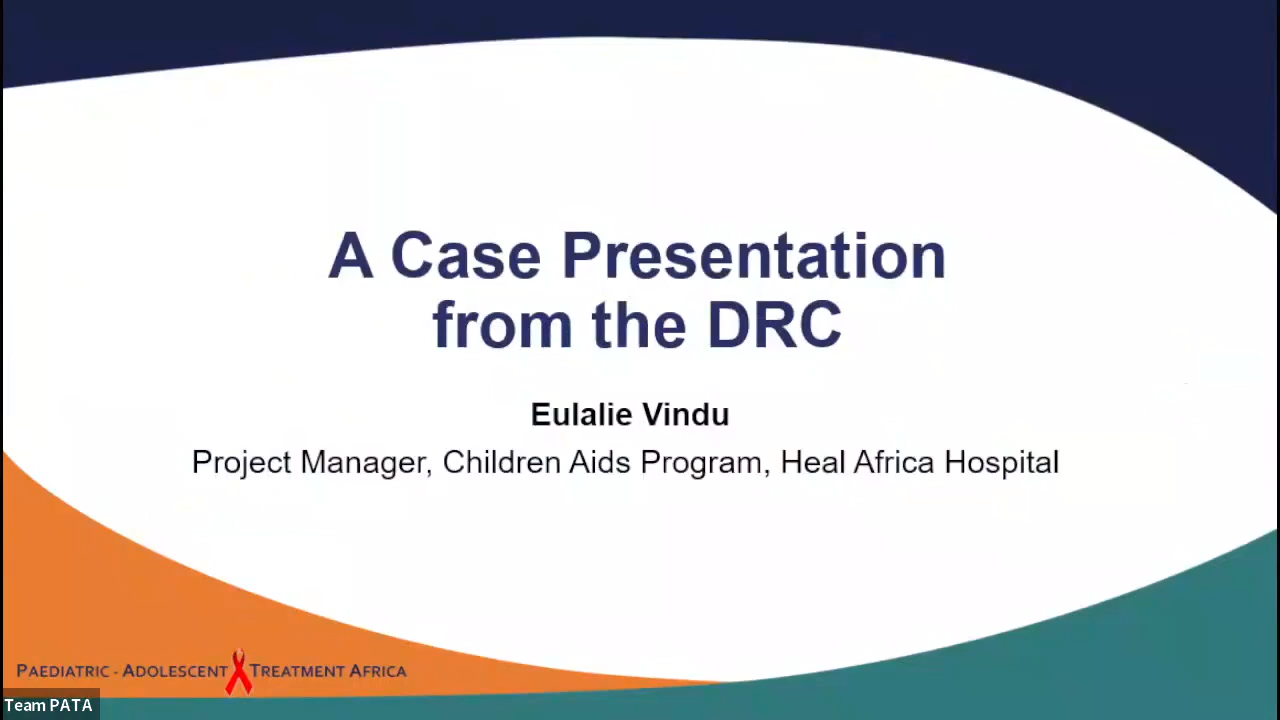 A Case Presentation
from the DRC
Eulalie Vindu
Project Manager, Children Aids Program, Heal Africa Hospital
PAEDIATRIC - ADOLESCENT TREATMENT AFRICA
Team PATA